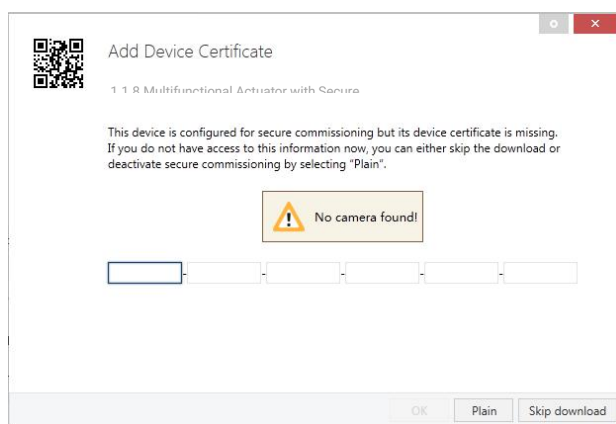 Add Device Certificate
1.1.8 Multifunctional Actuator with Secure
This device is configured for secure commissioning but its device certificate is missing.
If you do not have access to this information now, you can either skip the download or
deactivate secure commissioning by selecting "Plain".
No camera found!
- - - - -
OK Plain Skip download